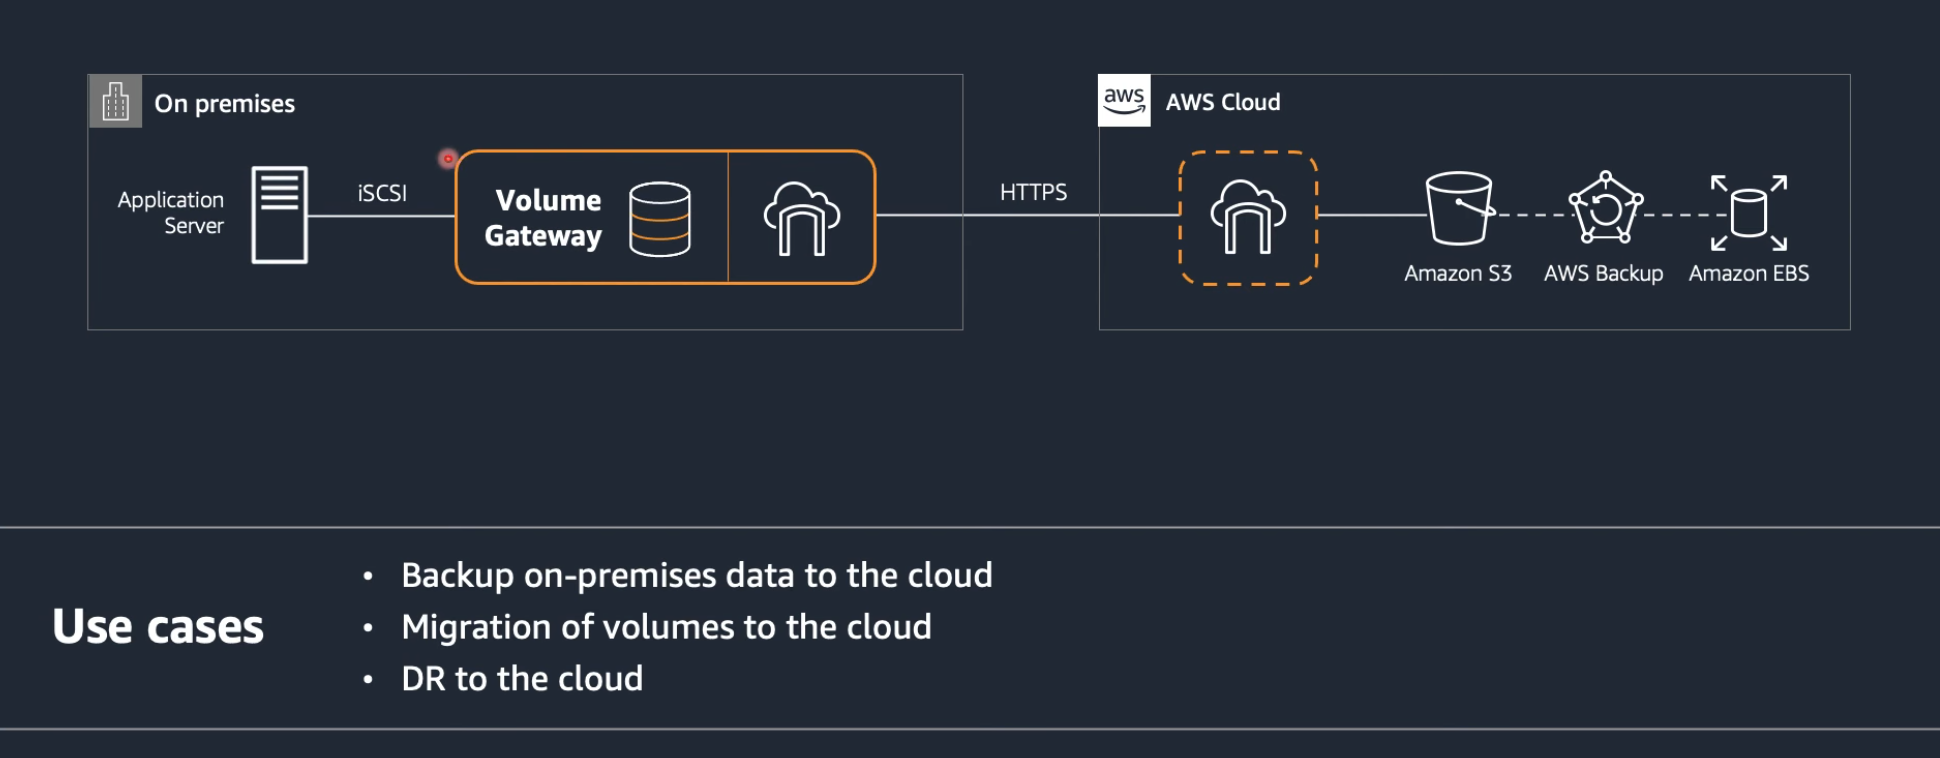 On premises
Application
Server
iSCSI
Volume
Gateway
HTTPS
aws
AWS Cloud
Amazon S3
AWS Backup
Amazon EBS
Use cases
• Backup on-premises data to the cloud
• Migration of volumes to the cloud
• DR to the cloud